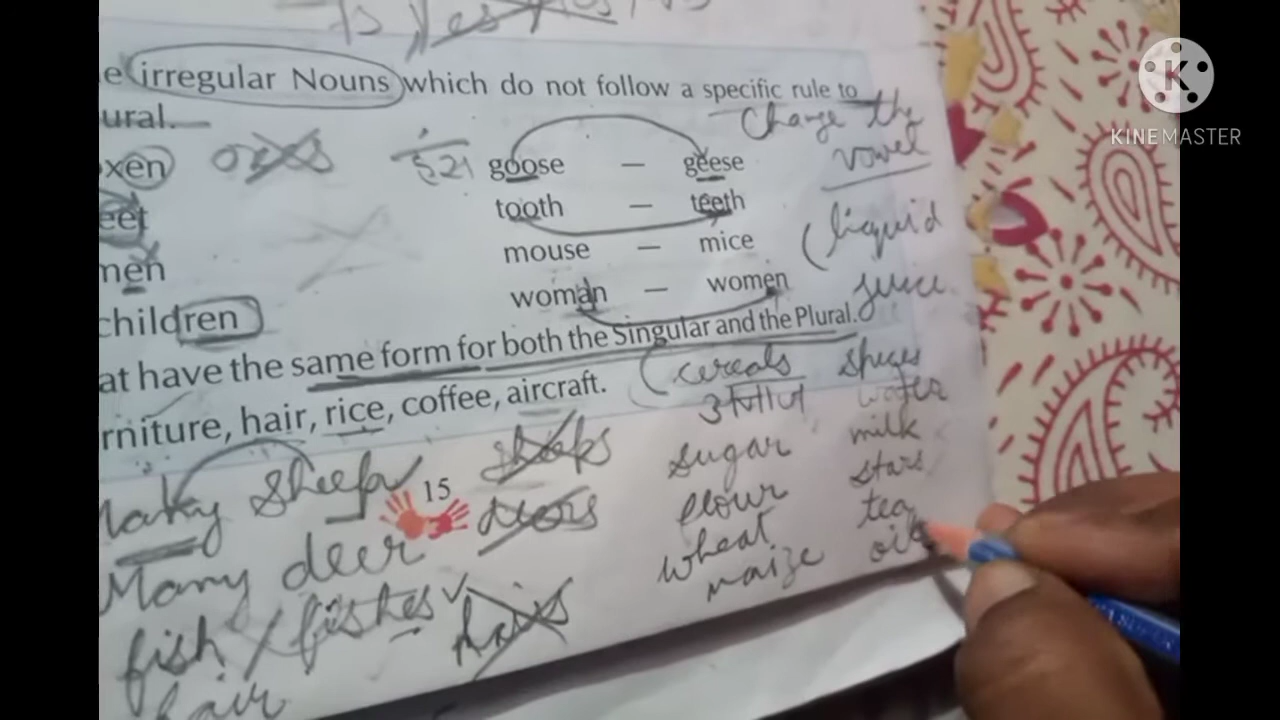 e irregular Nouns which do not follow a specific rule to
ural.
Change the
vowel
oxen
goose — geese
eet
tooth — teeth
men
mouse — mice
liquid
juice
woman — women
children
at have the same form for both the Singular and the Plural.
rniture, hair, rice, coffee, aircraft.
cereals
spices
water
milk
sugar
stars
flour
tea
wheat
oil
maize
Many sheep
15
Many deer
fish / fishes
hair
KINEMASTER